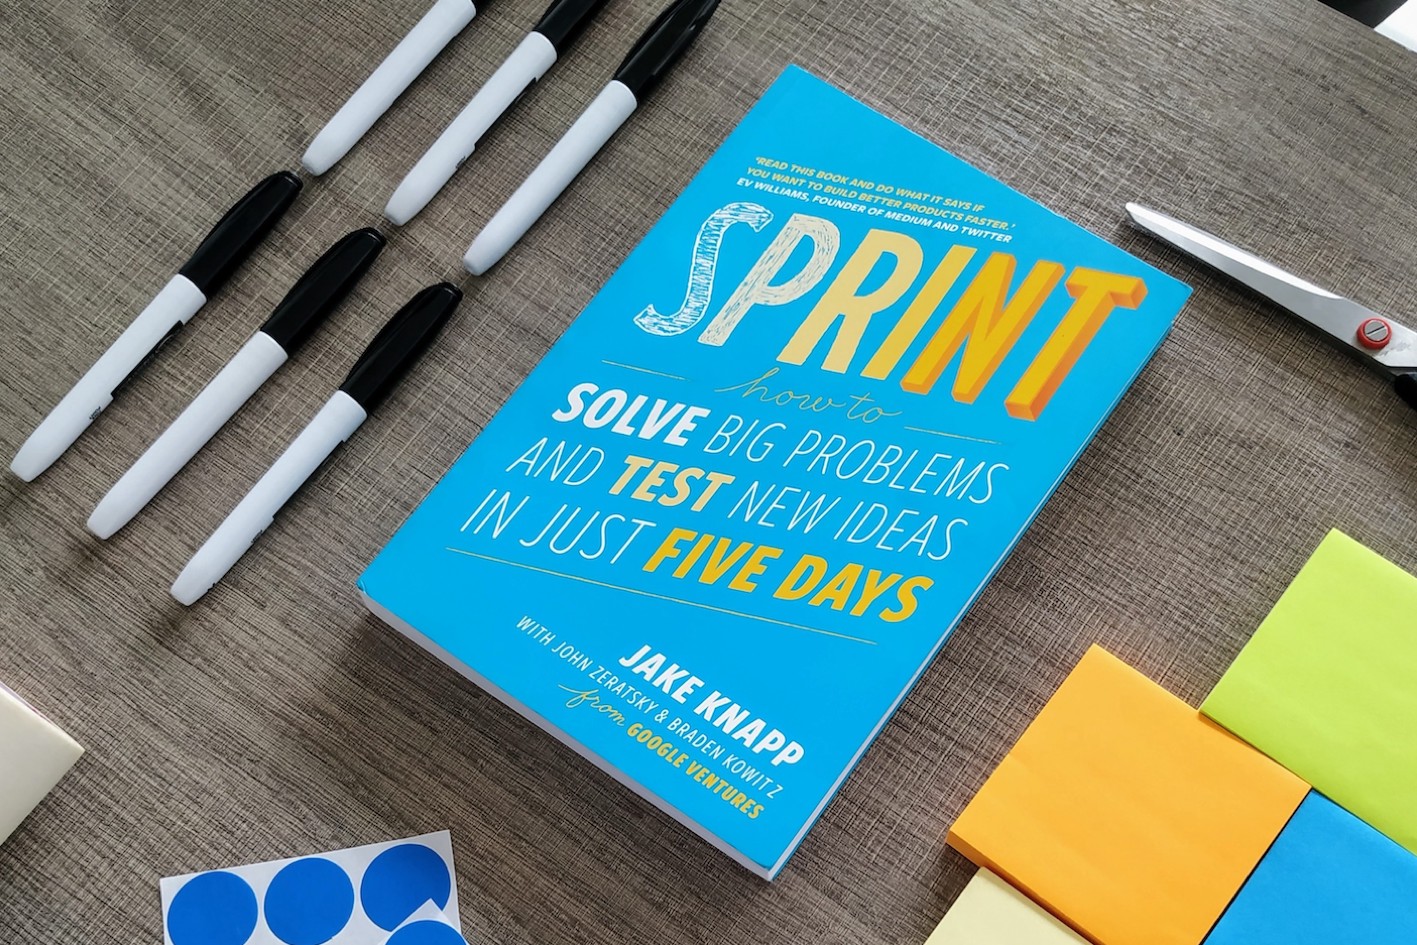 'READ THIS BOOK AND DO WHAT IT SAYS IF
YOU WANT TO BUILD BETTER PRODUCTS FASTER.'
EV WILLIAMS, FOUNDER OF MEDIUM AND TWITTER
SPRINT
how to
SOLVE BIG PROBLEMS
AND TEST NEW IDEAS
IN JUST FIVE DAYS
JAKE KNAPP
WITH JOHN ZERATSKY & BRADEN KOWITZ
from GOOGLE VENTURES